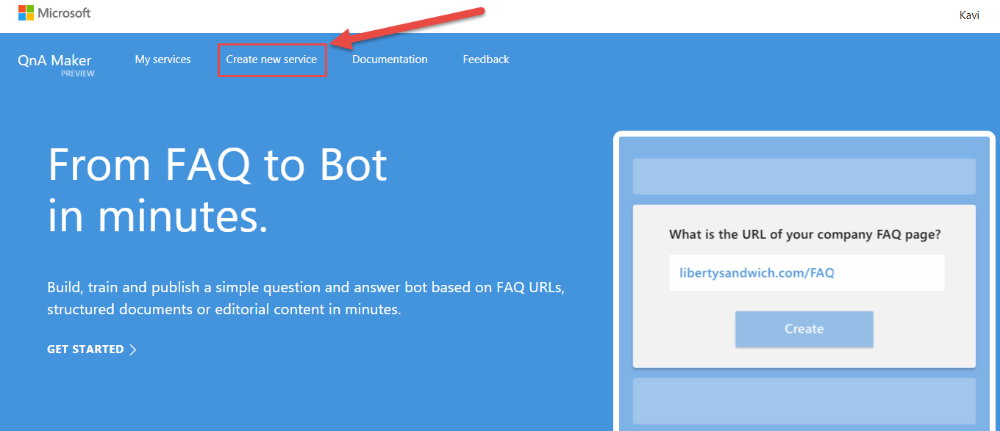 Microsoft
Kavi
QnA Maker
PREVIEW
My services
Create new service
Documentation
Feedback
From FAQ to Bot
in minutes.
Build, train and publish a simple question and answer bot based on FAQ URLs,
structured documents or editorial content in minutes.
GET STARTED
What is the URL of your company FAQ page?
libertysandwich.com/FAQ
Create